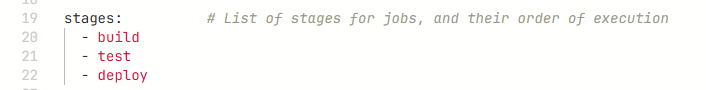 19 stages:          # List of stages for jobs, and their order of execution
20   - build
21   - test
22   - deploy